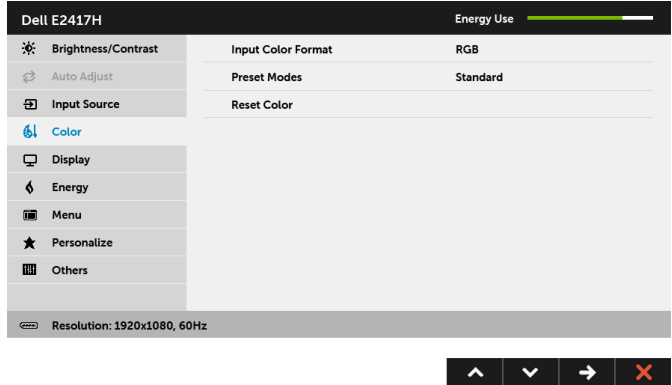 Dell E2417H
Energy Use
Brightness/Contrast
Input Color Format
RGB
Auto Adjust
Preset Modes
Standard
Input Source
Reset Color
Color
Display
Energy
Menu
Personalize
Others
Resolution: 1920x1080, 60Hz